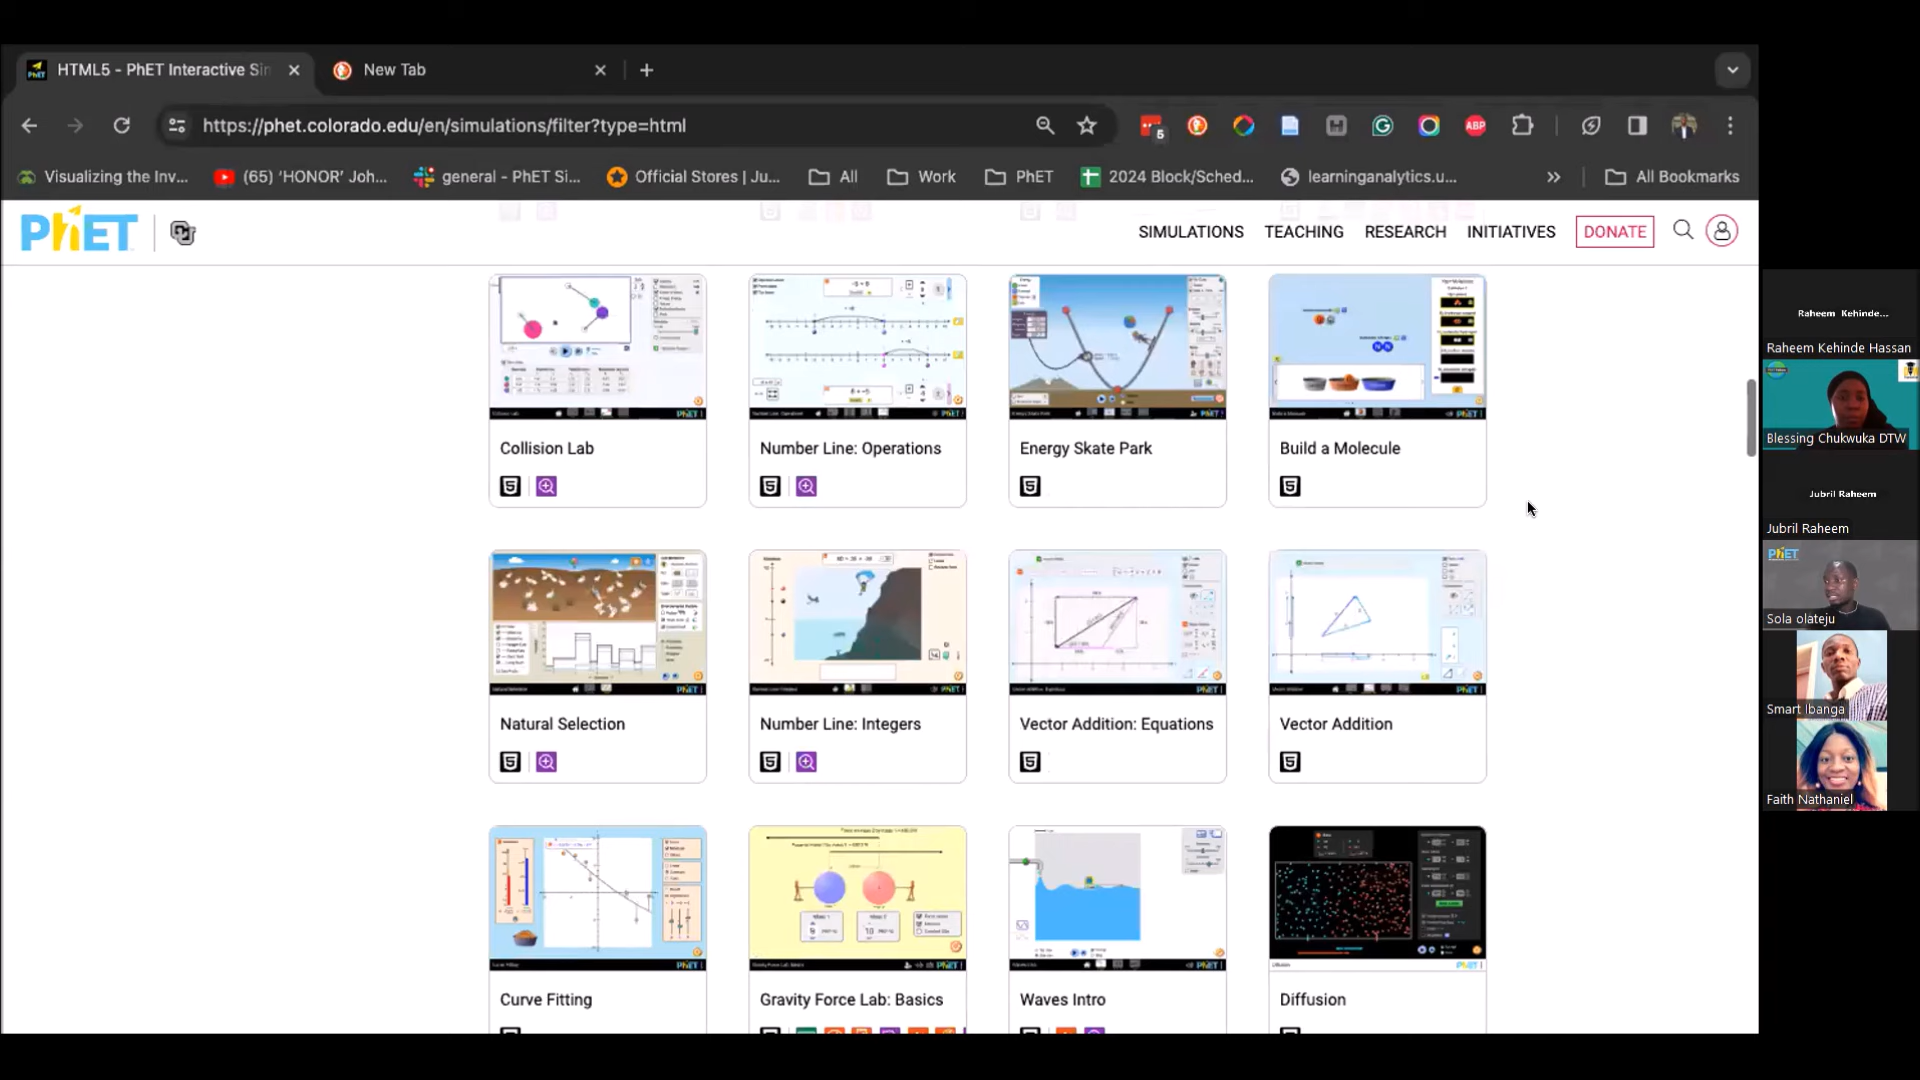 HTML5 - PhET Interactive Sin
New Tab
https://phet.colorado.edu/en/simulations/filter?type=html
5
ABP
Visualizing the Inv...
(65) ‘HONOR’ Joh...
general - PhET Si...
Official Stores | Ju...
All
Work
PhET
2024 Block/Sched...
learninganalytics.u...
All Bookmarks
PhET
SIMULATIONS
TEACHING
RESEARCH
INITIATIVES
DONATE
Collision Lab
Number Line: Operations
Energy Skate Park
Build a Molecule
Natural Selection
Number Line: Integers
Vector Addition: Equations
Vector Addition
Curve Fitting
Gravity Force Lab: Basics
Waves Intro
Diffusion
Raheem Kehinde...
Raheem Kehinde Hassan
Blessing Chukwuka DTW
Jubril Raheem
Jubril Raheem
PhET
Sola olateju
Smart Ibanga
Faith Nathaniel